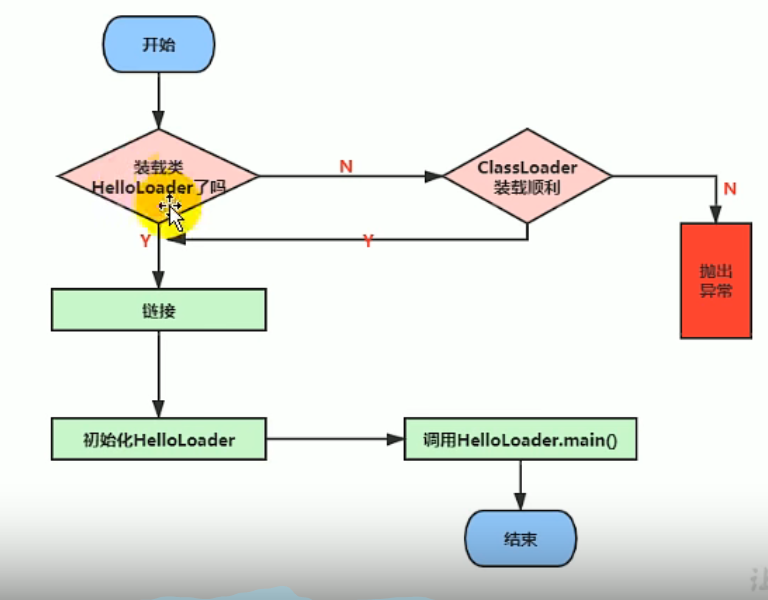 开始
装载类
HelloLoader了吗
N
ClassLoader
装载顺利
N
Y
Y
抛出
异常
链接
初始化HelloLoader
调用HelloLoader.main()
结束